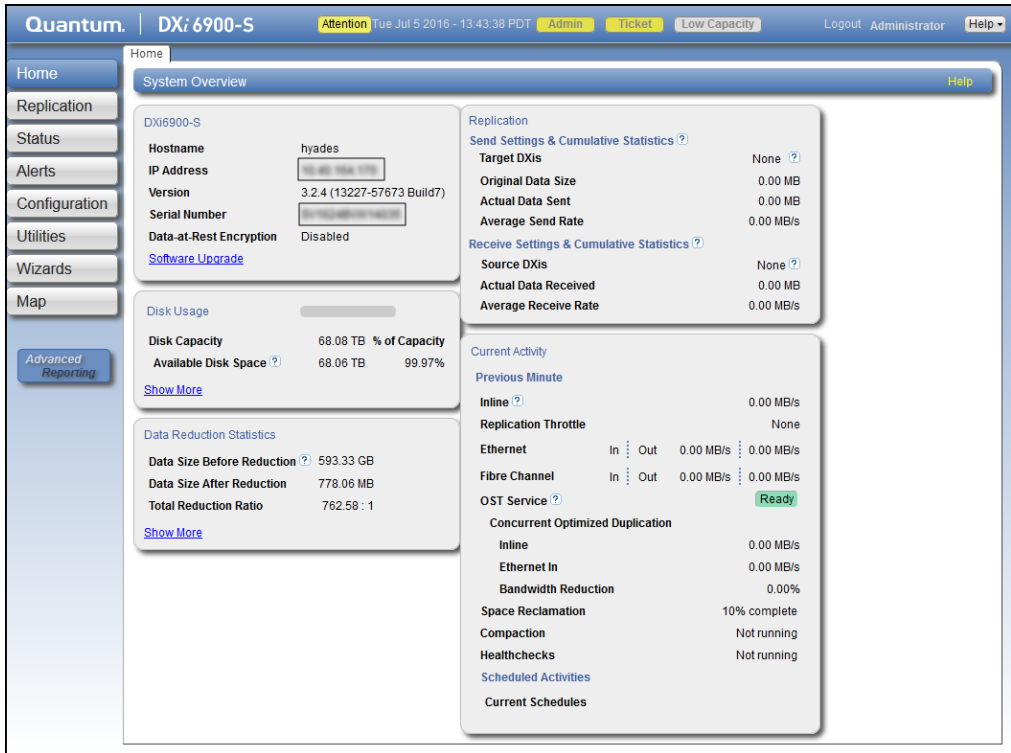 Quantum. DXi 6900-S Attention Tue Jul 5 2016 - 13:43:38 PDT Admin Ticket Low Capacity Logout Administrator Help
Home
Home
Replication
Status
Alerts
Configuration
Utilities
Wizards
Map
Advanced
Reporting
System Overview Help
DXi6900-S
Hostname hyades
IP Address
Version 3.2.4 (13227-57673 Build7)
Serial Number
Data-at-Rest Encryption Disabled
Software Upgrade
Disk Usage
Disk Capacity 68.08 TB % of Capacity
Available Disk Space ? 68.06 TB 99.97%
Show More
Data Reduction Statistics
Data Size Before Reduction ? 593.33 GB
Data Size After Reduction 778.06 MB
Total Reduction Ratio 762.58 : 1
Show More
Replication
Send Settings & Cumulative Statistics ?
Target DXis None ?
Original Data Size 0.00 MB
Actual Data Sent 0.00 MB
Average Send Rate 0.00 MB/s
Receive Settings & Cumulative Statistics ?
Source DXis None ?
Actual Data Received 0.00 MB
Average Receive Rate 0.00 MB/s
Current Activity
Previous Minute
Inline ? 0.00 MB/s
Replication Throttle None
Ethernet In Out 0.00 MB/s 0.00 MB/s
Fibre Channel In Out 0.00 MB/s 0.00 MB/s
OST Service ? Ready
Concurrent Optimized Duplication
Inline 0.00 MB/s
Ethernet In 0.00 MB/s
Bandwidth Reduction 0.00%
Space Reclamation 10% complete
Compaction Not running
Healthchecks Not running
Scheduled Activities
Current Schedules